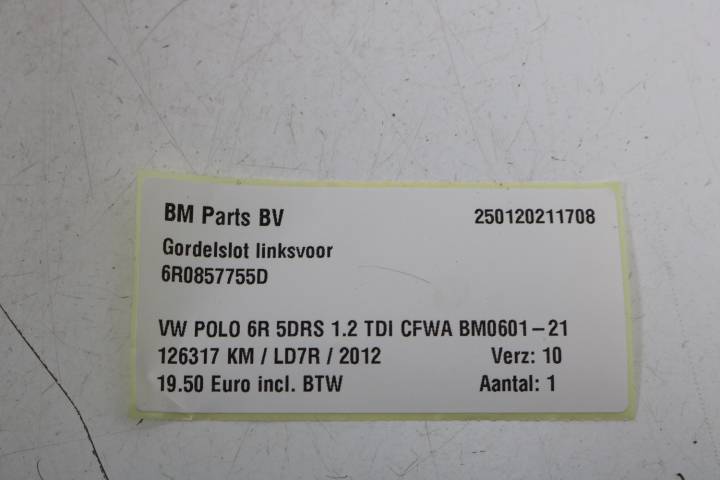 BM Parts BV 250120211708
Gordelslot linksvoor
6R0857755D
VW POLO 6R 5DRS 1.2 TDI CFWA BM0601-21
126317 KM / LD7R / 2012 Verz: 10
19.50 Euro incl. BTW Aantal: 1